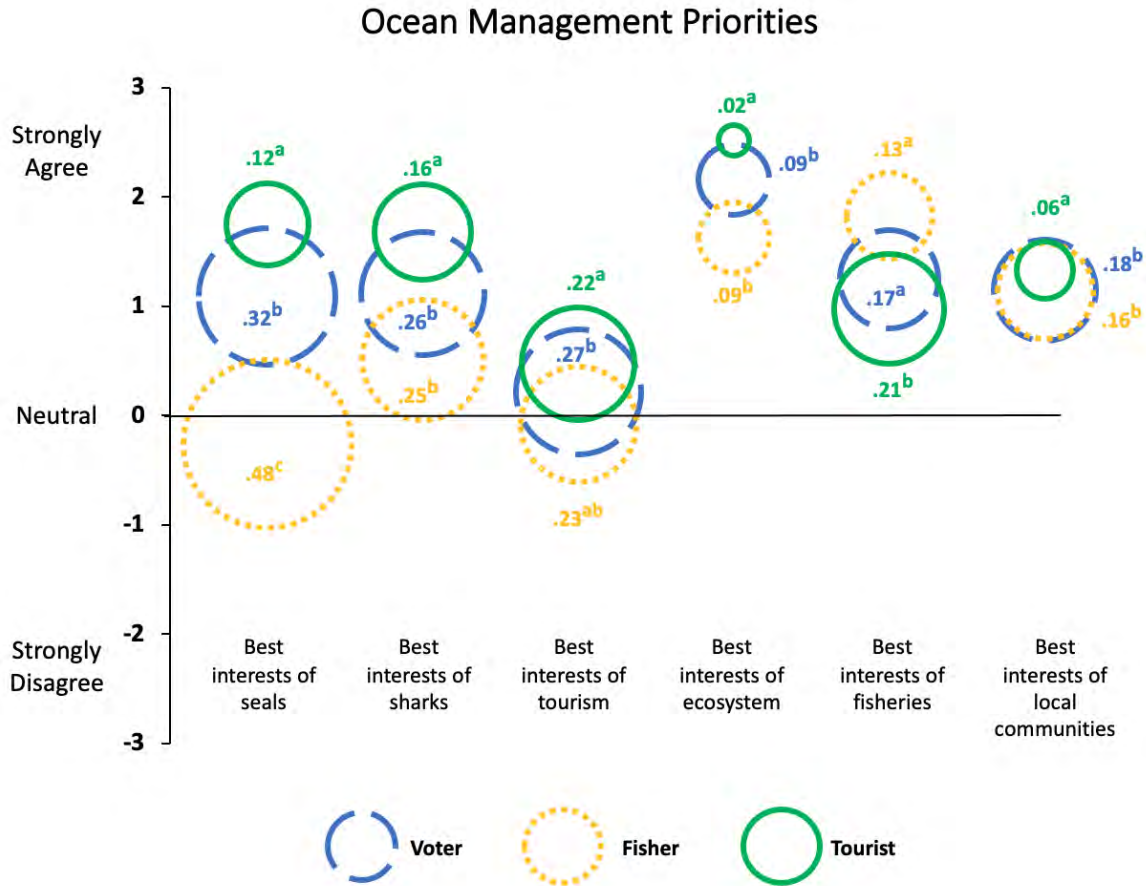 Ocean Management Priorities
3
Strongly
Agree
2
1
Neutral
0
-1
-2
Strongly
Disagree
-3
.12a
.32b
.48c
.16a
.26b
.25b
.22a
.27b
.23ab
.02a
.09b
.09b
.13a
.17a
.21b
.06a
.18b
.16b
Best
interests of
seals
Best
interests of
sharks
Best
interests of
tourism
Best
interests of
ecosystem
Best
interests of
fisheries
Best
interests of
local
communities
Voter
Fisher
Tourist